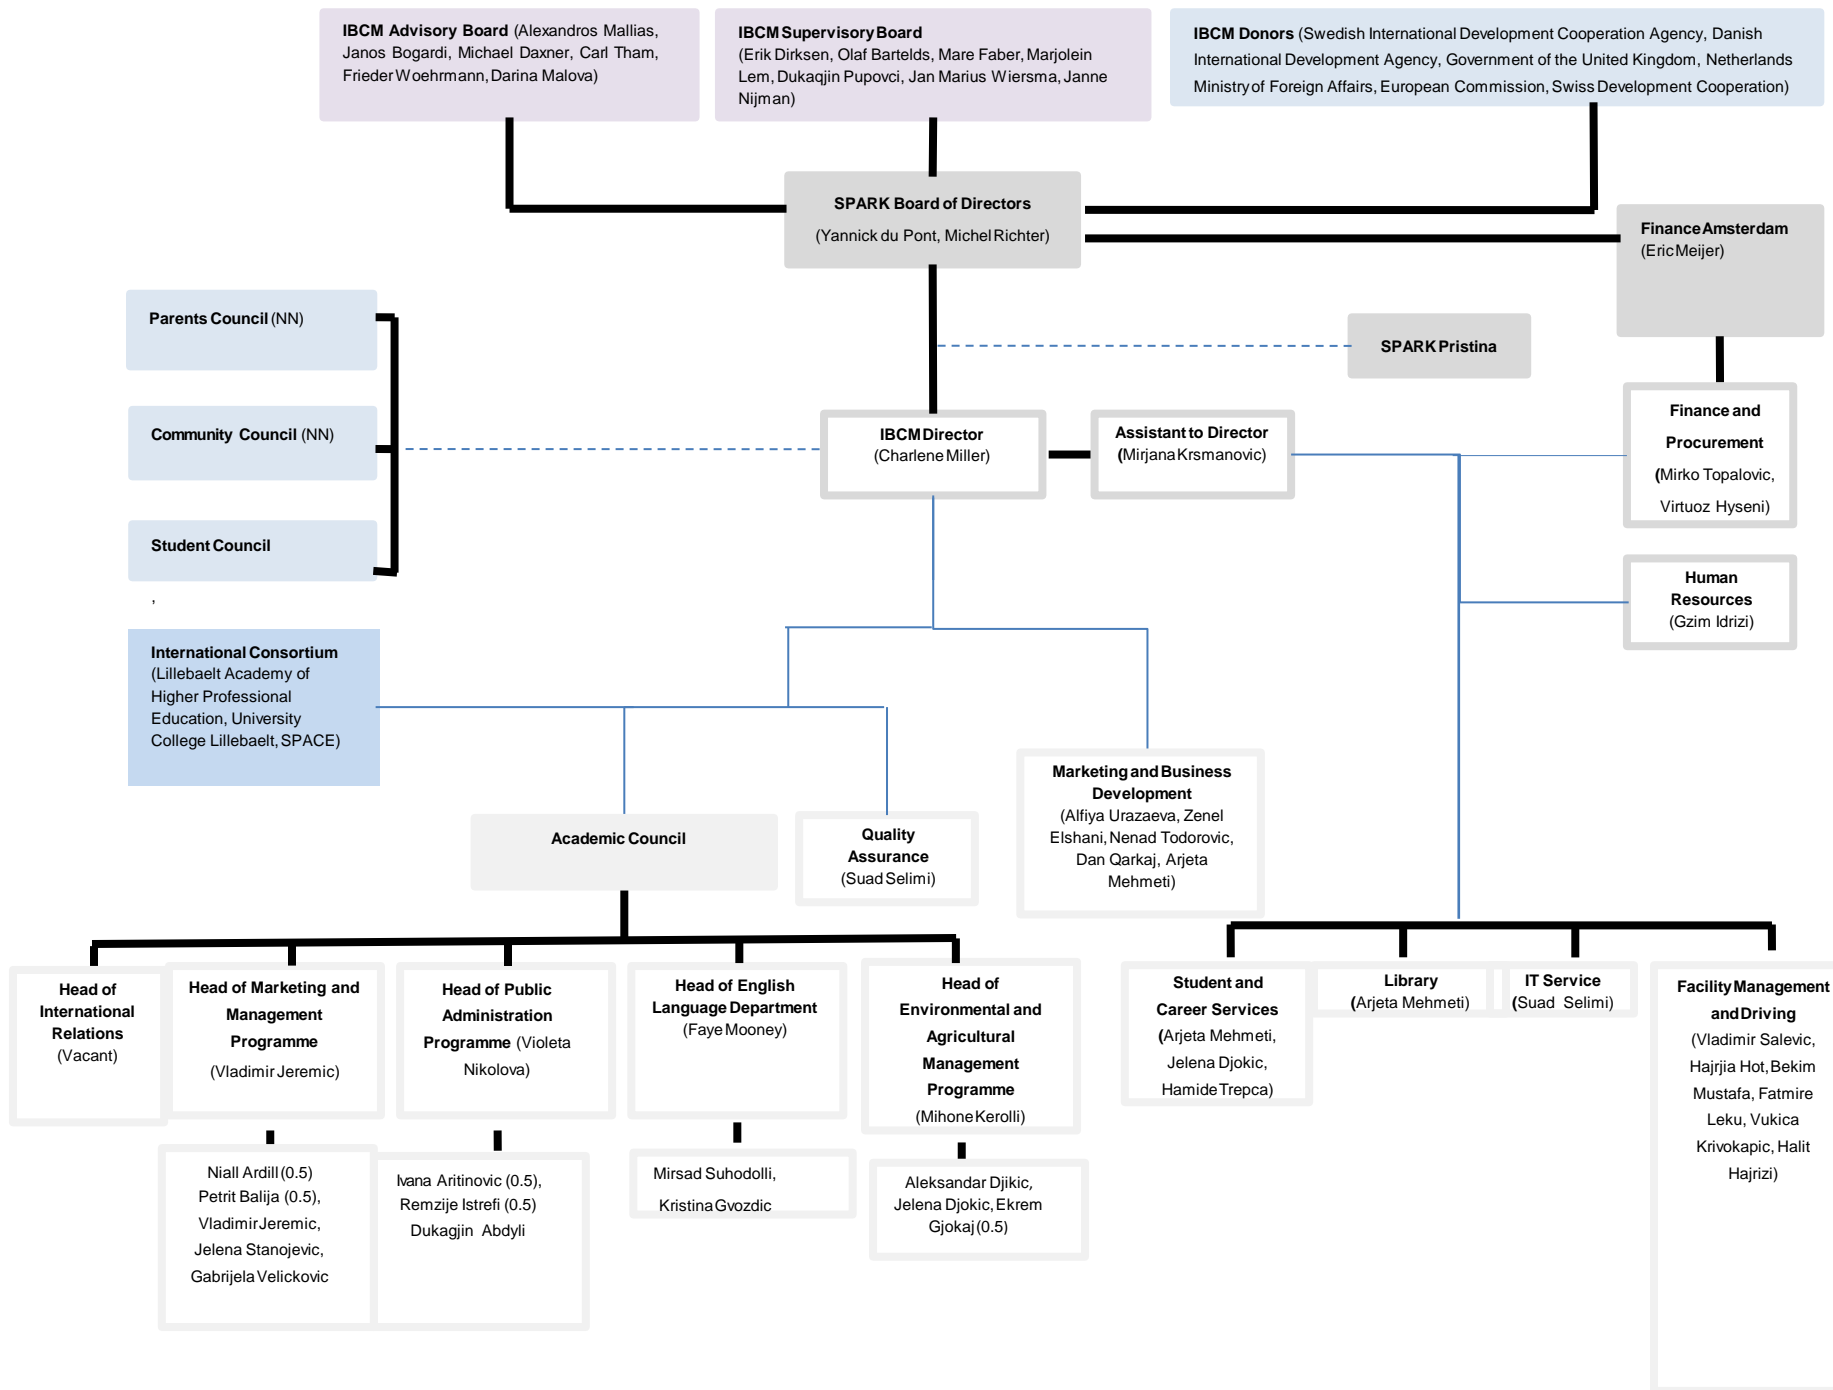 IBCM Advisory Board (Alexandros Mallias,
Janos Bogardi, Michael Daxner, Carl Tham,
Frieder Woehrmann, Darina Malova)
IBCM Supervisory Board
(Erik Dirksen, Olaf Bartelds, Mare Faber, Marjolein
Lem, Dukaqjin Pupovci, Jan Marius Wiersma, Janne
Nijman)
IBCM Donors (Swedish International Development Cooperation Agency, Danish
International Development Agency, Government of the United Kingdom, Netherlands
Ministry of Foreign Affairs, European Commission, Swiss Development Cooperation)
SPARK Board of Directors
(Yannick du Pont, Michel Richter)
Finance Amsterdam
(Eric Meijer)
Parents Council (NN)
SPARK Pristina
Community Council (NN)
IBCM Director
(Charlene Miller)
Assistant to Director
(Mirjana Krsmanovic)
Finance and
Procurement
(Mirko Topalovic,
Virtuoz Hyseni)
Student Council
,
Human
Resources
(Gzim Idrizi)
International Consortium
(Lillebaelt Academy of
Higher Professional
Education, University
College Lillebaelt, SPACE)
Marketing and Business
Development
(Alfiya Urazaeva, Zenel
Elshani, Nenad Todorovic,
Dan Qarkaj, Arjeta
Mehmeti)
Academic Council
Quality
Assurance
(Suad Selimi)
Head of
International
Relations
(Vacant)
Head of Marketing and
Management
Programme
(Vladimir Jeremic)
Head of Public
Administration
Programme (Violeta
Nikolova)
Head of English
Language Department
(Faye Mooney)
Head of
Environmental and
Agricultural
Management
Programme
(Mihone Kerolli)
Student and
Career Services
(Arjeta Mehmeti,
Jelena Djokic,
Hamide Trepca)
Library
(Arjeta Mehmeti)
IT Service
(Suad Selimi)
Facility Management
and Driving
(Vladimir Salevic,
Hajrjia Hot, Bekim
Mustafa, Fatmire
Leku, Vukica
Krivokapic, Halit
Hajrizi)
Niall Ardill (0.5)
Petrit Balija (0.5),
Vladimir Jeremic,
Jelena Stanojevic,
Gabrijela Velickovic
Ivana Aritinovic (0.5),
Remzije Istrefi (0.5)
Dukagjin Abdyli
Mirsad Suhodolli,
Kristina Gvozdic
Aleksandar Djikic,
Jelena Djokic, Ekrem
Gjokaj (0.5)